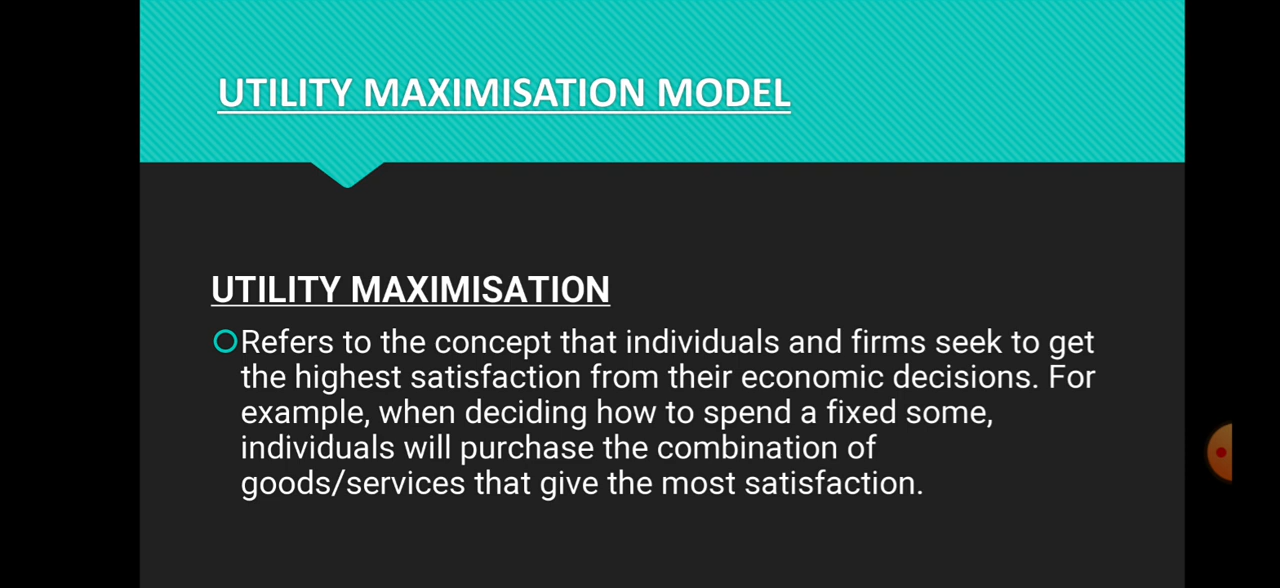 UTILITY MAXIMISATION MODEL
UTILITY MAXIMISATION
Refers to the concept that individuals and firms seek to get
the highest satisfaction from their economic decisions. For
example, when deciding how to spend a fixed some,
individuals will purchase the combination of
goods/services that give the most satisfaction.